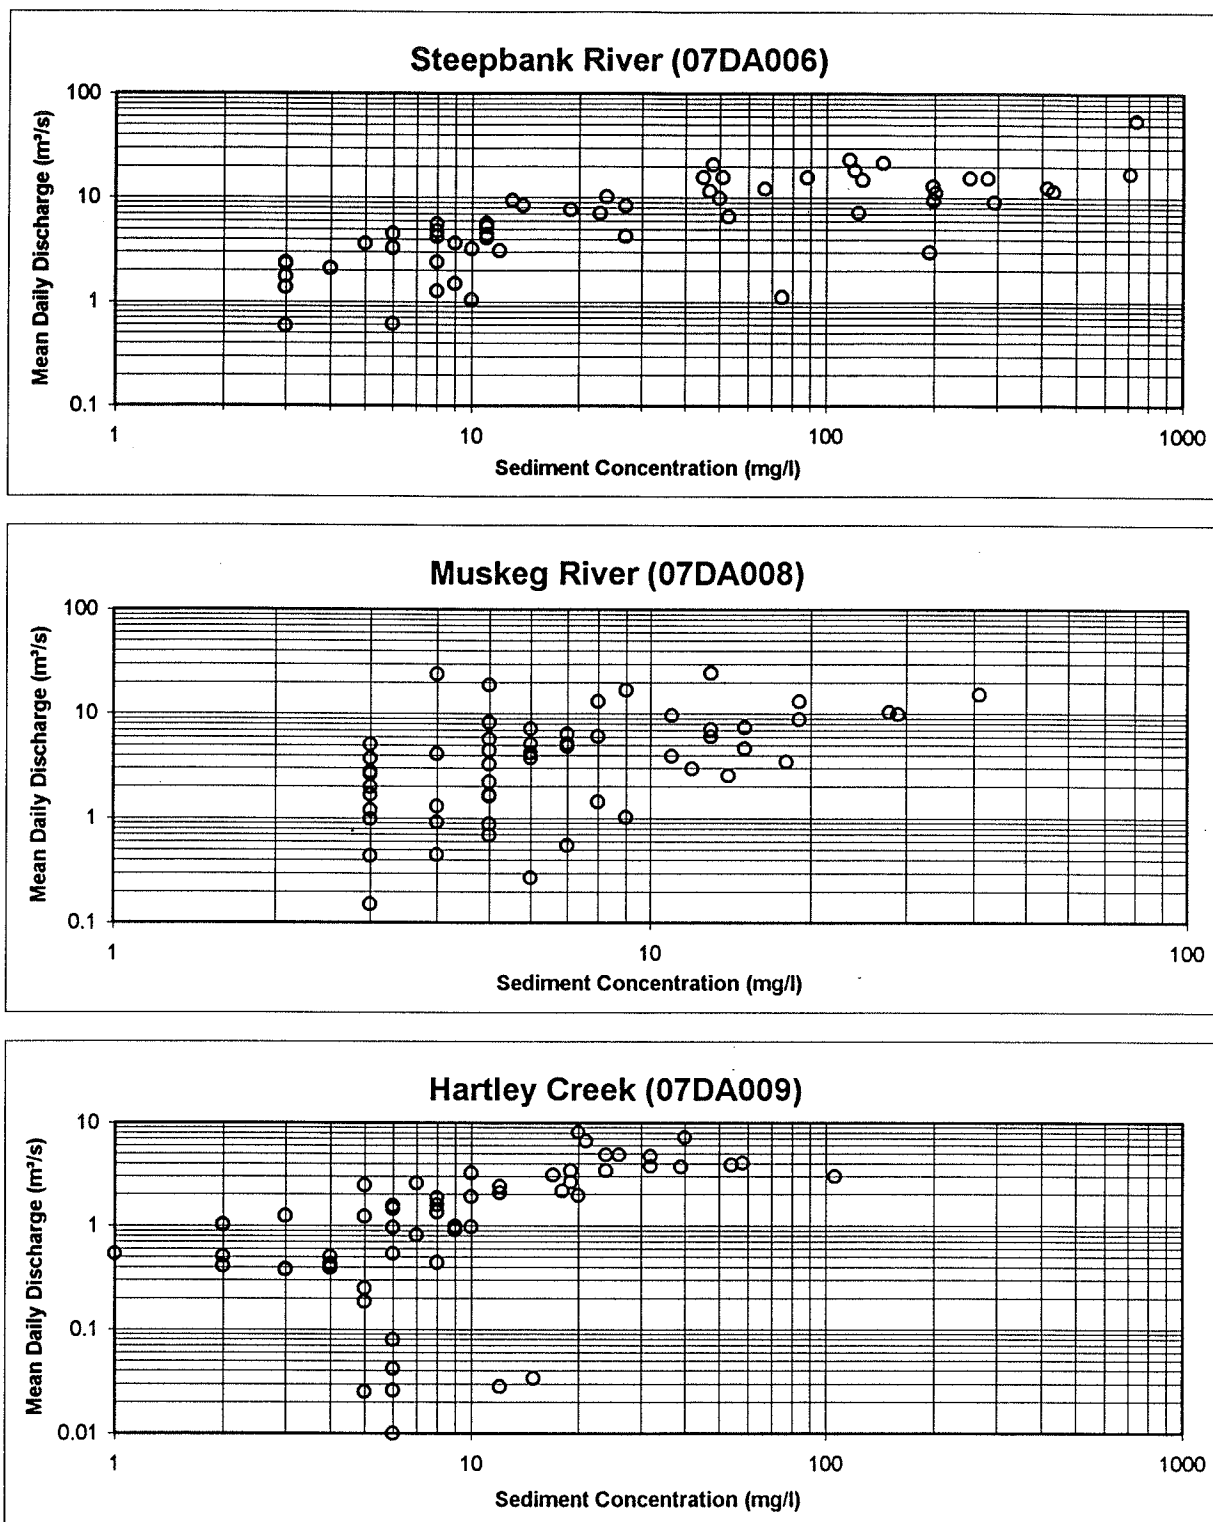 Steepbank River (07DA006)
100
10
1
0.1
Mean Daily Discharge (m³/s)
1 10 100 1000
Sediment Concentration (mg/l)
Muskeg River (07DA008)
100
10
1
0.1
Mean Daily Discharge (m³/s)
1 10 100
Sediment Concentration (mg/l)
Hartley Creek (07DA009)
10
1
0.1
0.01
Mean Daily Discharge (m³/s)
1 10 100 1000
Sediment Concentration (mg/l)